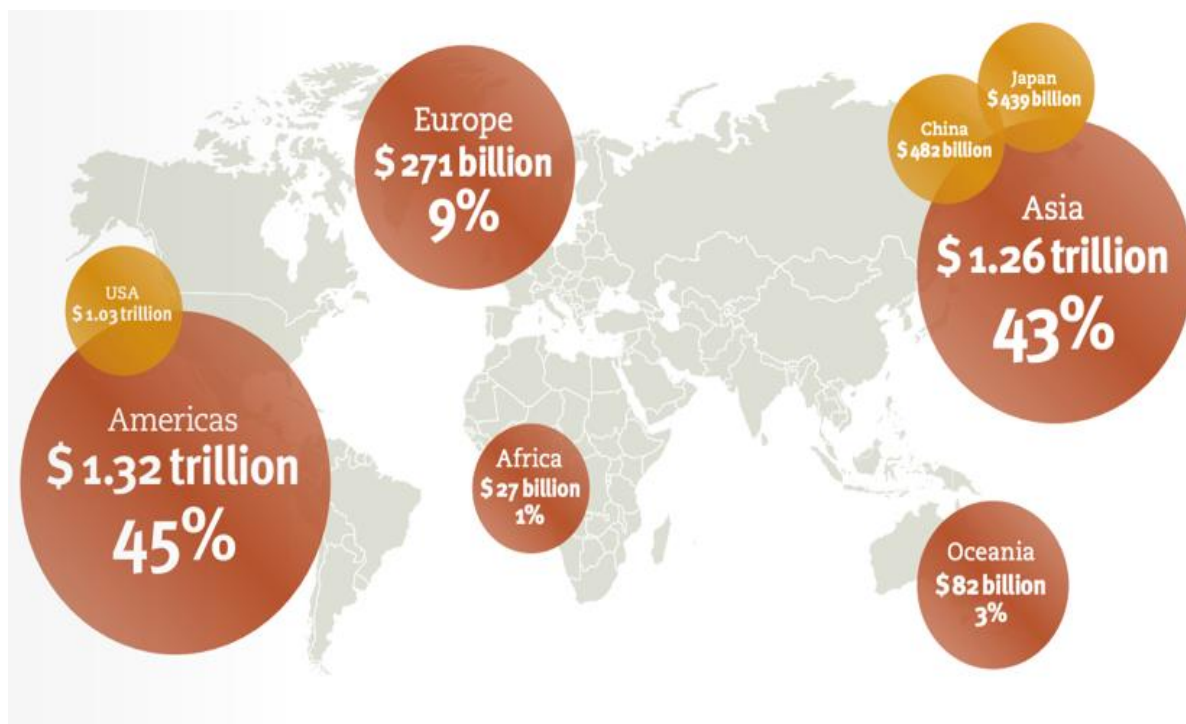 Japan
$ 439 billion
China
$ 482 billion
Europe
$ 271 billion
9%
Asia
$ 1.26 trillion
43%
USA
$ 1.03 trillion
Americas
$ 1.32 trillion
45%
Africa
$ 27 billion
1%
Oceania
$ 82 billion
3%